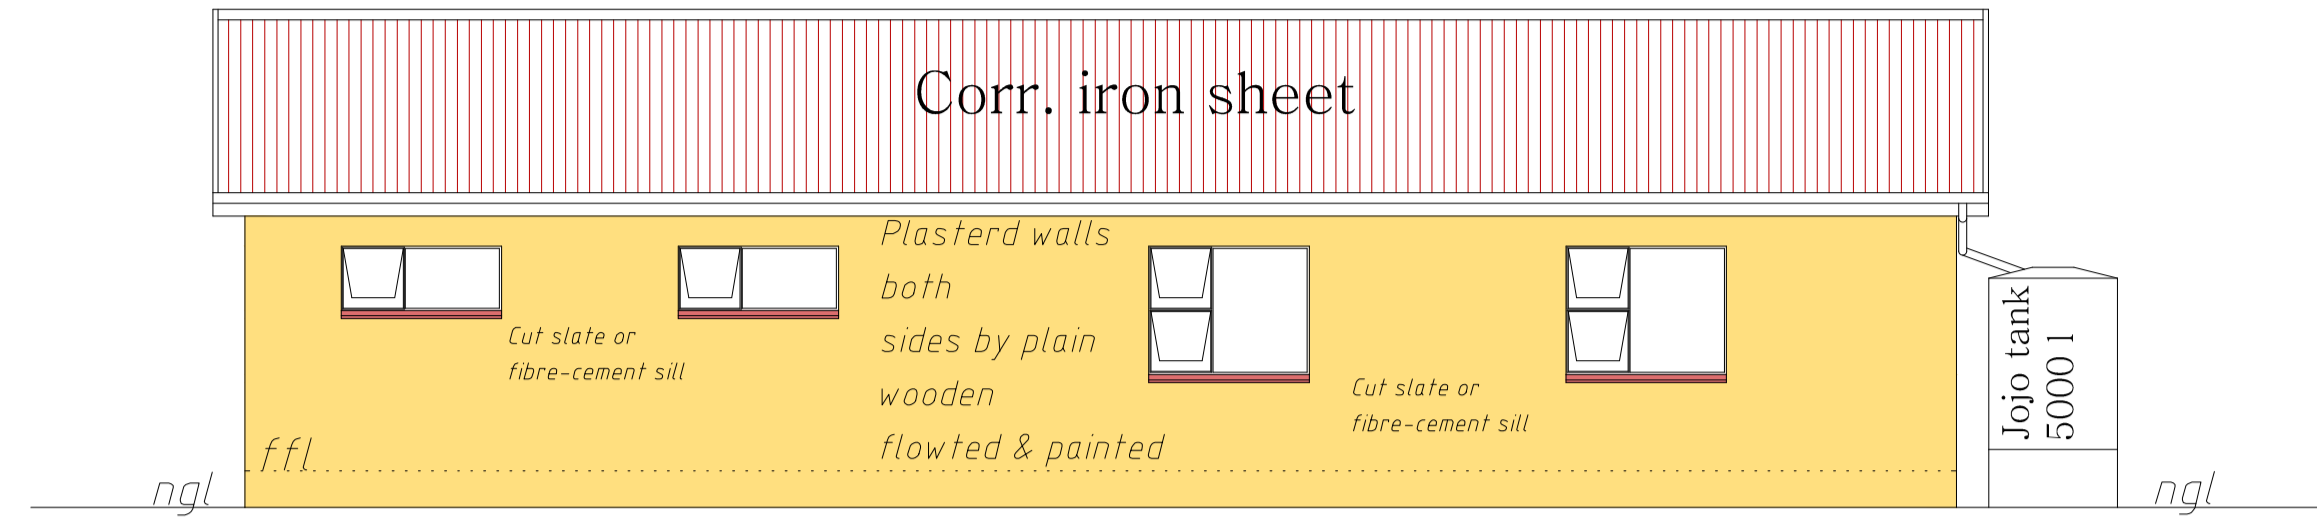 Corr. iron sheet
Plasterd walls
both
sides by plain
wooden
flowted & painted
Cut slate or
fibre-cement sill
Cut slate or
fibre-cement sill
Jojo tank
5000 l
ffl
ngl
ngl